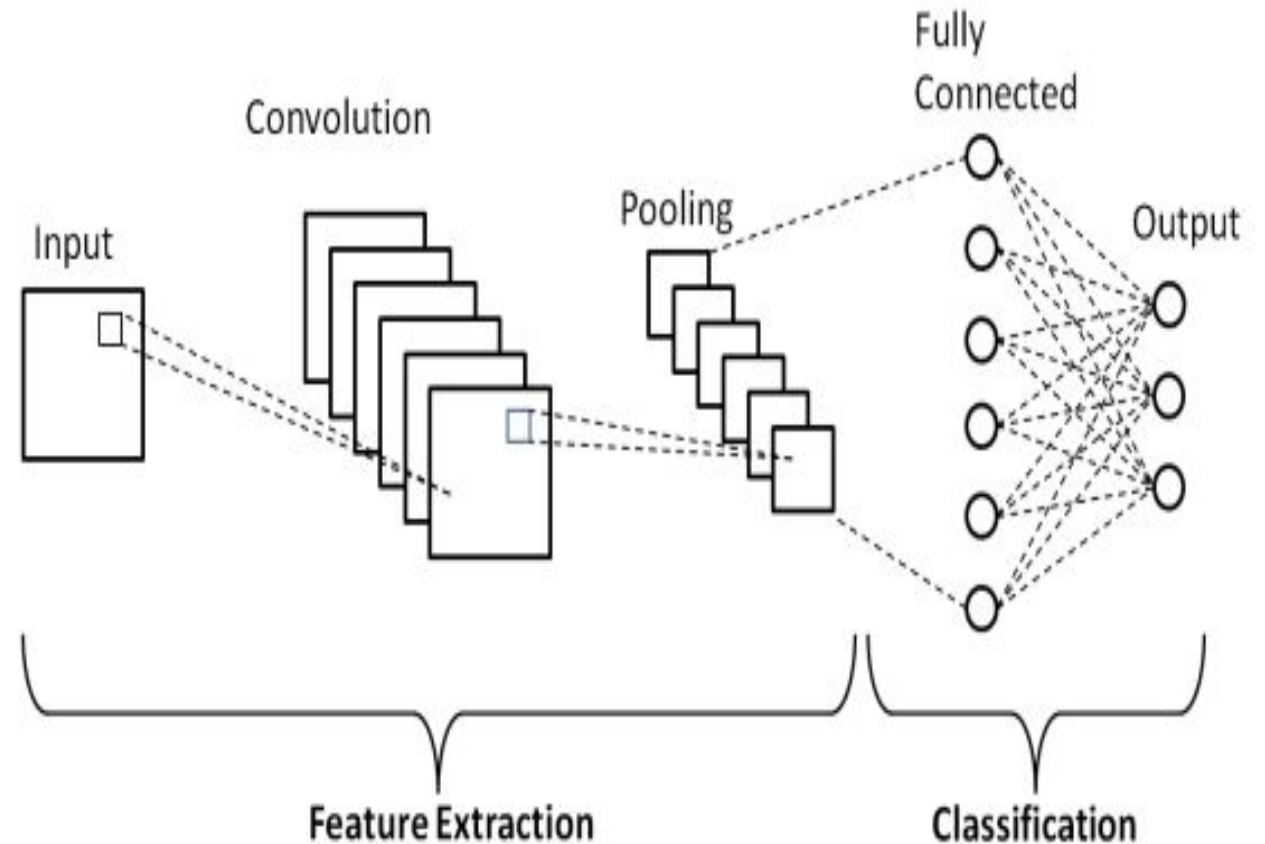 Fully
Connected
Convolution
Pooling
Output
Input
Feature Extraction
Classification